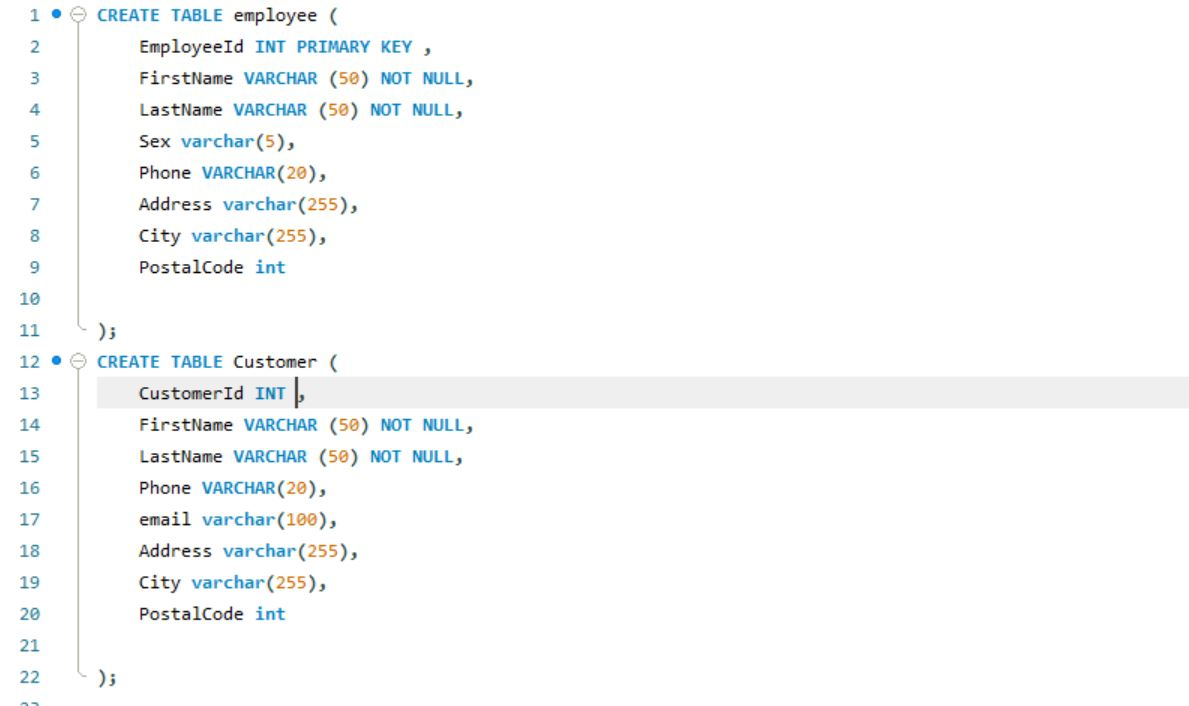 1 CREATE TABLE employee (
2 EmployeeId INT PRIMARY KEY ,
3 FirstName VARCHAR (50) NOT NULL,
4 LastName VARCHAR (50) NOT NULL,
5 Sex varchar(5),
6 Phone VARCHAR(20),
7 Address varchar(255),
8 City varchar(255),
9 PostalCode int
10
11 );
12 CREATE TABLE Customer (
13 CustomerId INT ,
14 FirstName VARCHAR (50) NOT NULL,
15 LastName VARCHAR (50) NOT NULL,
16 Phone VARCHAR(20),
17 email varchar(100),
18 Address varchar(255),
19 City varchar(255),
20 PostalCode int
21
22 );